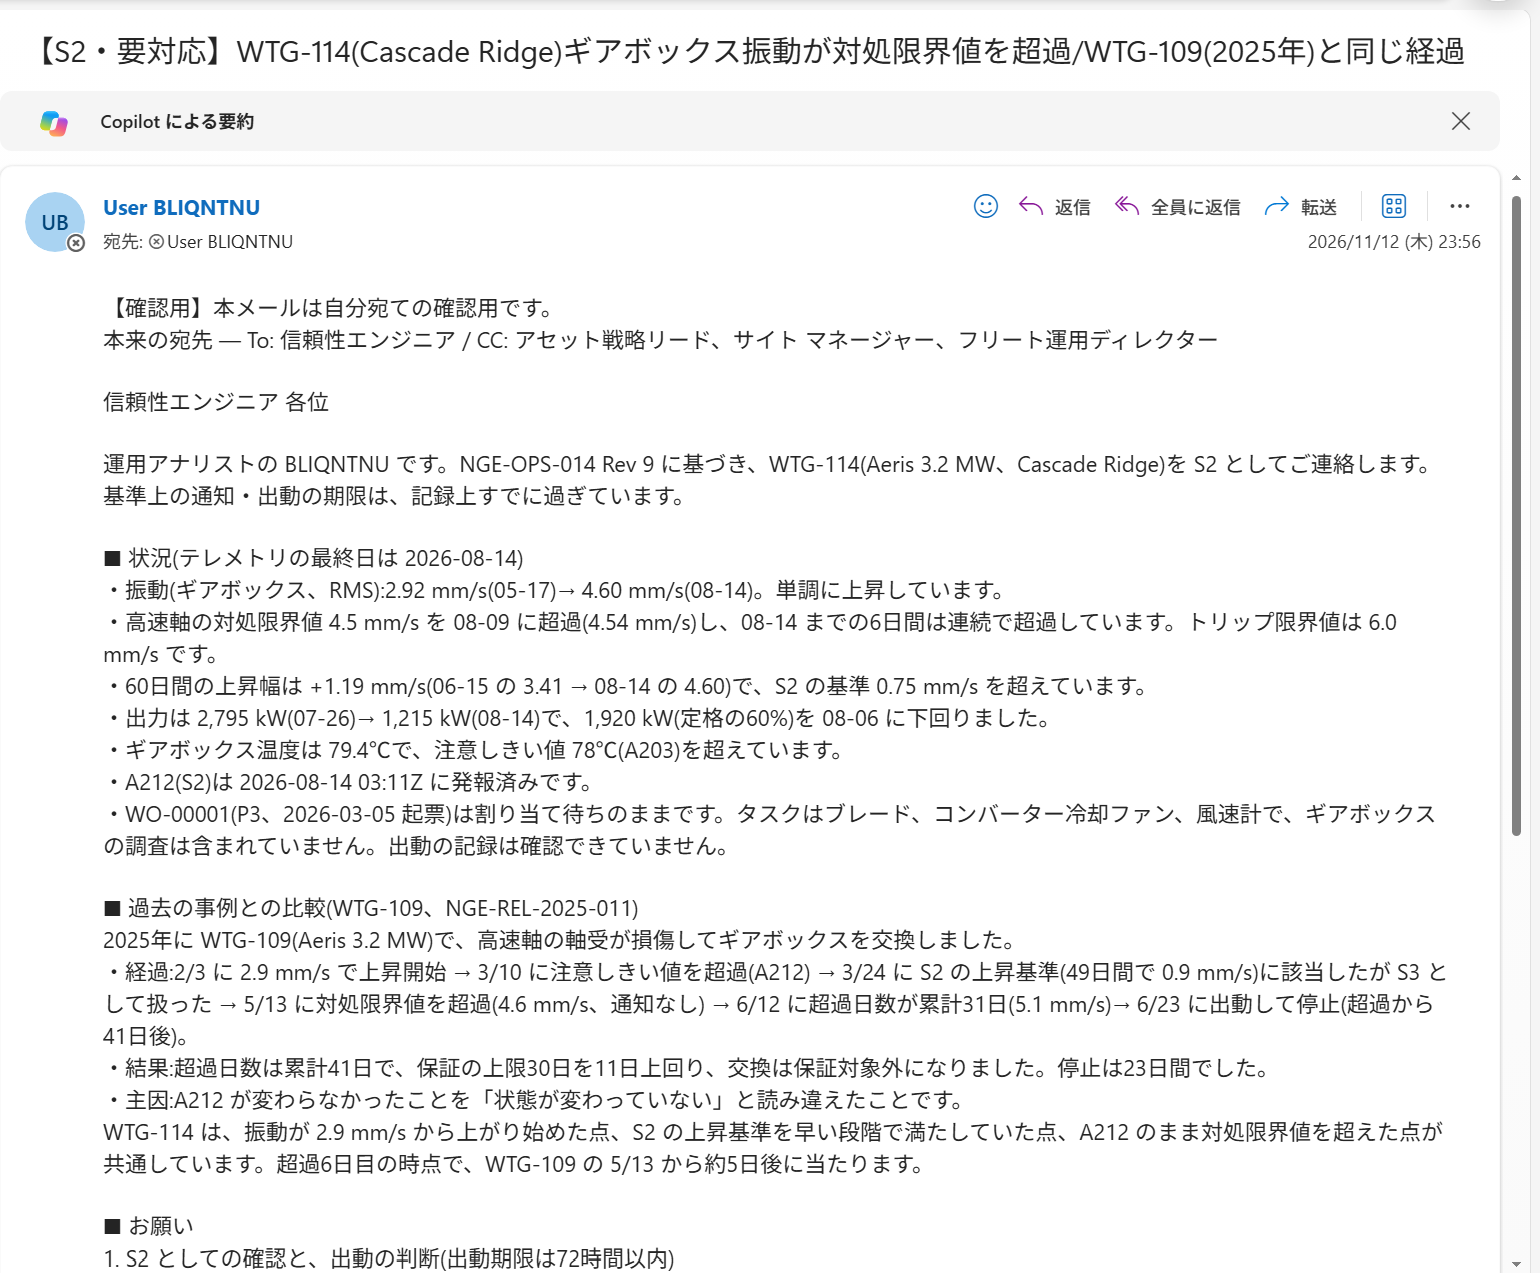 【S2・要対応】WTG-114(Cascade Ridge)ギアボックス振動が対処限界値を超過/WTG-109(2025年)と同じ経過
Copilot による要約
UB
User BLIQNTNU
返信
全員に返信
転送
宛先: User BLIQNTNU
2026/11/12 (木) 23:56
【確認用】本メールは自分宛ての確認用です。
本来の宛先 — To: 信頼性エンジニア / CC: アセット戦略リード、サイト マネージャー、フリート運用ディレクター
信頼性エンジニア 各位
運用アナリストの BLIQNTNU です。NGE-OPS-014 Rev 9 に基づき、WTG-114(Aeris 3.2 MW、Cascade Ridge)を S2 としてご連絡します。
基準上の通知・出動の期限は、記録上すでに過ぎています。
■ 状況(テレメトリの最終日は 2026-08-14)
・振動(ギアボックス、RMS):2.92 mm/s(05-17)→ 4.60 mm/s(08-14)。単調に上昇しています。
・高速軸の対処限界値 4.5 mm/s を 08-09 に超過(4.54 mm/s)し、08-14 までの6日間は連続で超過しています。トリップ限界値は 6.0
mm/s です。
・60日間の上昇幅は +1.19 mm/s(06-15 の 3.41 → 08-14 の 4.60)で、S2 の基準 0.75 mm/s を超えています。
・出力は 2,795 kW(07-26)→ 1,215 kW(08-14)で、1,920 kW(定格の60%)を 08-06 に下回りました。
・ギアボックス温度は 79.4°Cで、注意しきい値 78°C(A203)を超えています。
・A212(S2)は 2026-08-14 03:11Z に発報済みです。
・WO-00001(P3、2026-03-05 起票)は割り当て待ちのままです。タスクはブレード、コンバーター冷却ファン、風速計で、ギアボックス
の調査は含まれていません。出動の記録は確認できていません。
■ 過去の事例との比較(WTG-109、NGE-REL-2025-011)
2025年に WTG-109(Aeris 3.2 MW)で、高速軸の軸受が損傷してギアボックスを交換しました。
・経過:2/3 に 2.9 mm/s で上昇開始 → 3/10 に注意しきい値を超過(A212) → 3/24 に S2 の上昇基準(49日間で 0.9 mm/s)に該当したが S3 と
して扱った → 5/13 に対処限界値を超過(4.6 mm/s、通知なし) → 6/12 に超過日数が累計31日(5.1 mm/s)→ 6/23 に出動して停止(超過から
41日後)。
・結果:超過日数は累計41日で、保証の上限30日を11日上回り、交換は保証対象外になりました。停止は23日間でした。
・主因:A212 が変わらなかったことを「状態が変わっていない」と読み違えたことです。
WTG-114 は、振動が 2.9 mm/s から上がり始めた点、S2 の上昇基準を早い段階で満たしていた点、A212 のまま対処限界値を超えた点が
共通しています。超過6日目の時点で、WTG-109 の 5/13 から約5日後に当たります。
■ お願い
1. S2 としての確認と、出動の判断(出動期限は72時間以内)